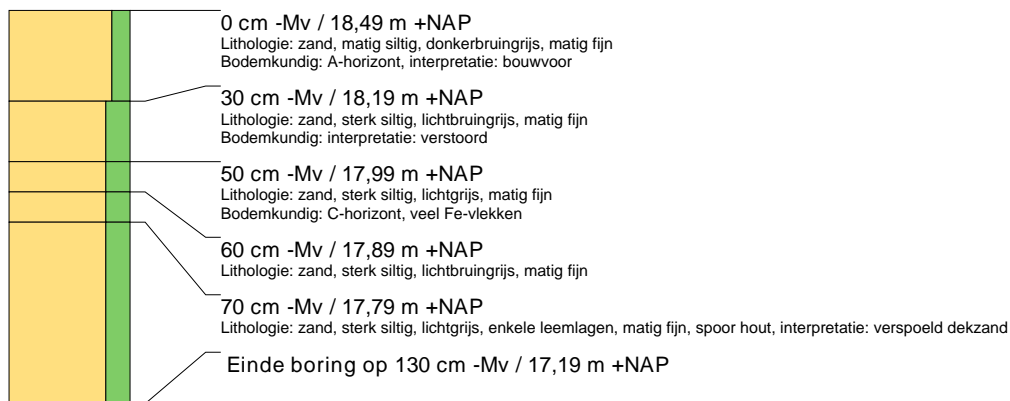 0 cm -Mv / 18,49 m +NAP
Lithologie: zand, matig siltig, donkerbruingrijs, matig fijn
Bodemkundig: A-horizont, interpretatie: bouwvoor
30 cm -Mv / 18,19 m +NAP
Lithologie: zand, sterk siltig, lichtbruingrijs, matig fijn
Bodemkundig: interpretatie: verstoord
50 cm -Mv / 17,99 m +NAP
Lithologie: zand, sterk siltig, lichtgrijs, matig fijn
Bodemkundig: C-horizont, veel Fe-vlekken
60 cm -Mv / 17,89 m +NAP
Lithologie: zand, sterk siltig, lichtbruingrijs, matig fijn
70 cm -Mv / 17,79 m +NAP
Lithologie: zand, sterk siltig, lichtgrijs, enkele leemlagen, matig fijn, spoor hout, interpretatie: verspoeld dekzand
Einde boring op 130 cm -Mv / 17,19 m +NAP